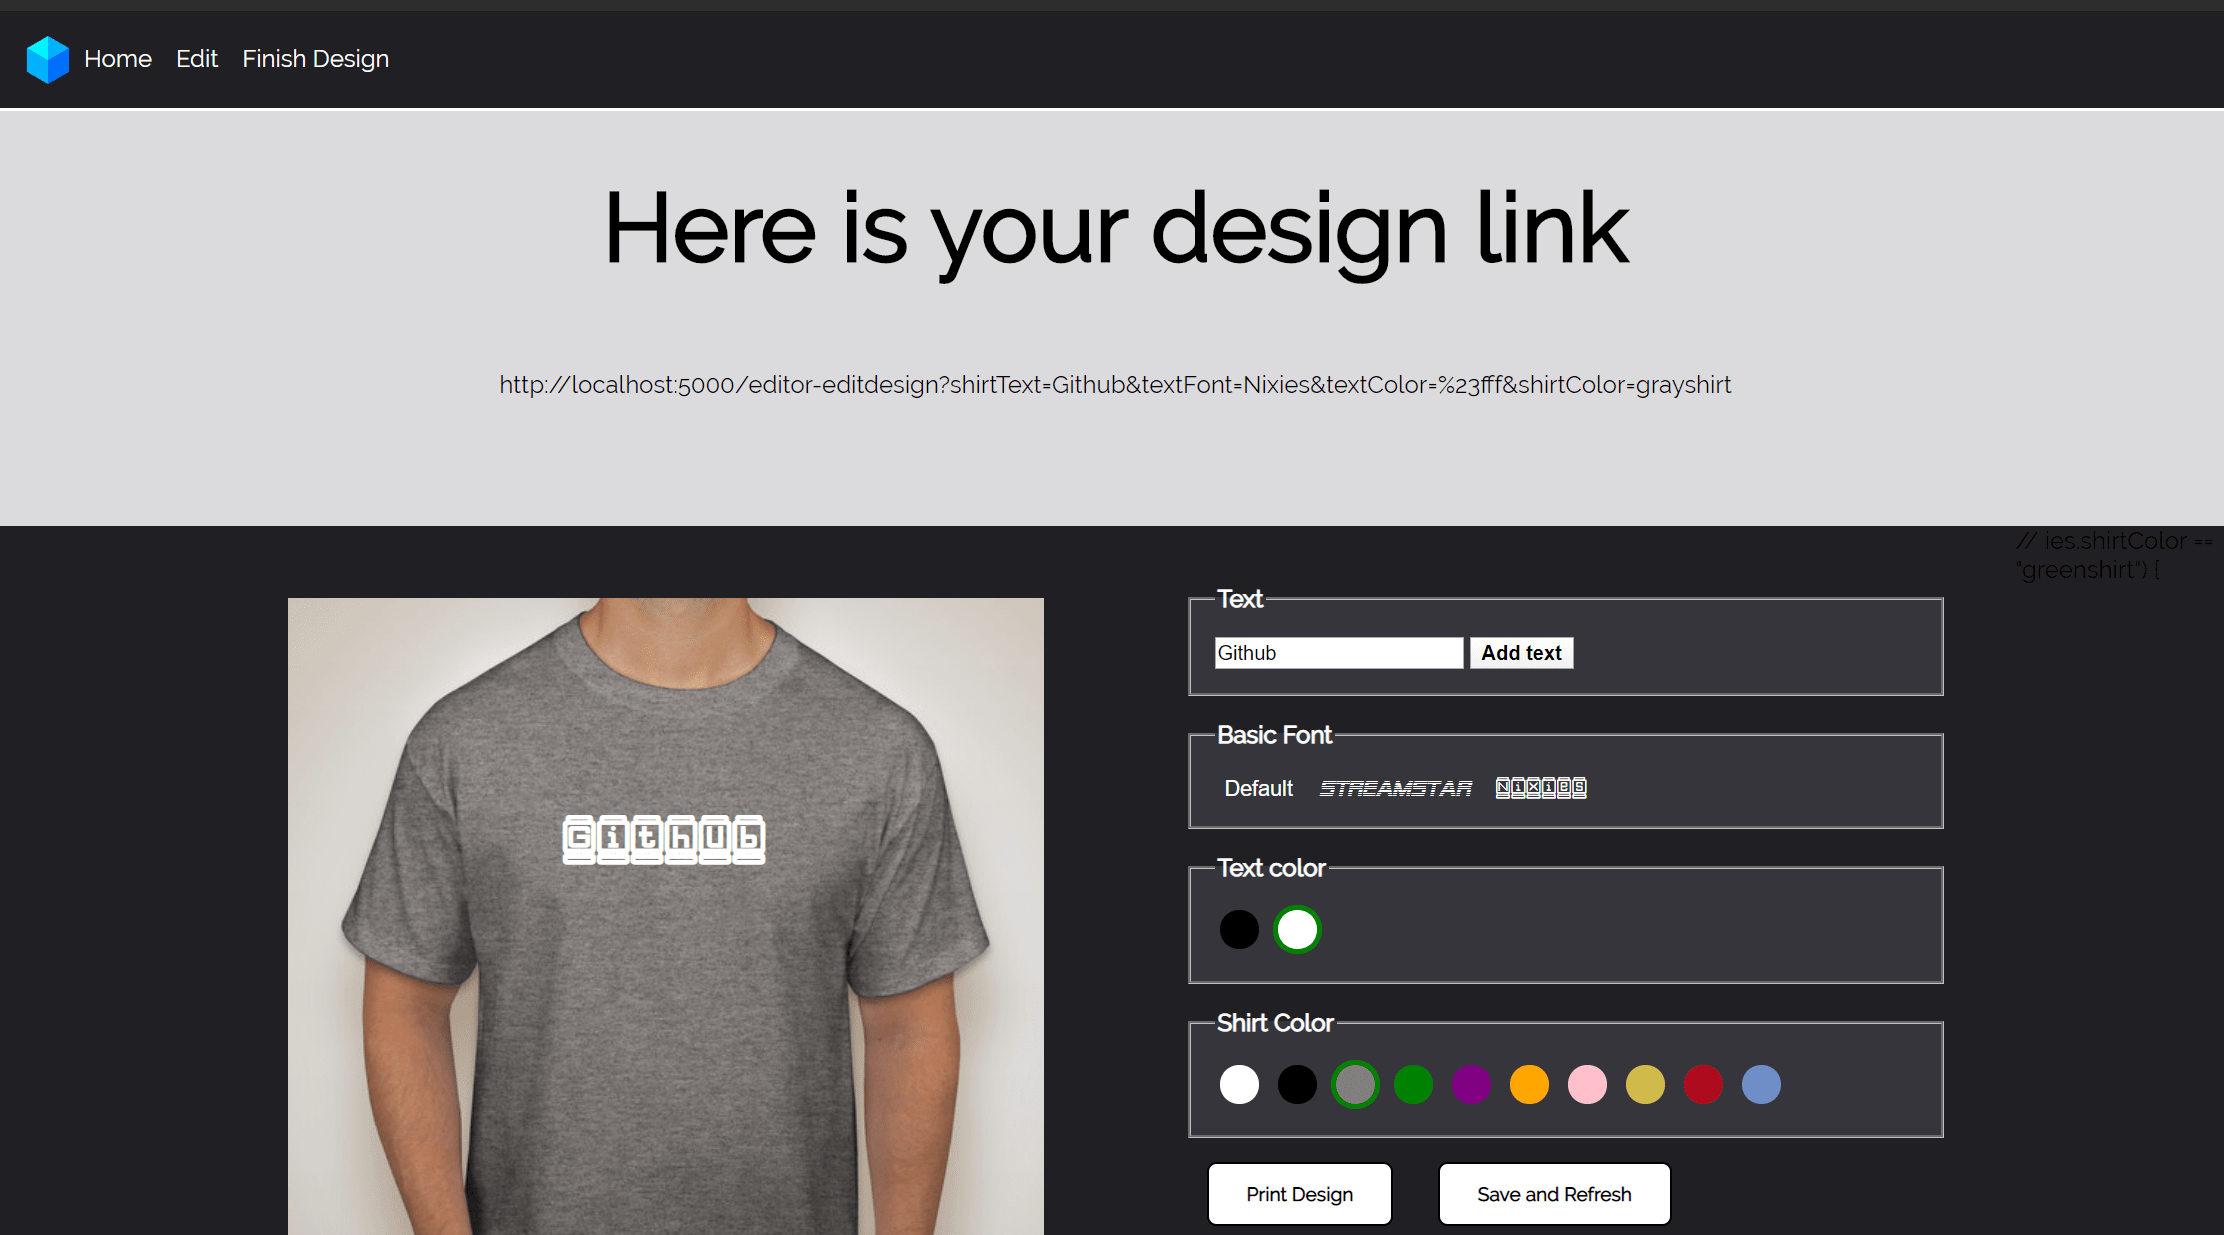 Home Edit Finish Design
Here is your design link
http://localhost:5000/editor-editdesign?shirtText=Github&textFont=Nixies&textColor=%23fff&shirtColor=grayshirt
// ies.shirtColor ==
"greenshirt") {
Github
Text
Github Add text
Basic Font
Default STREAMSTAR Nixies
Text color
Shirt Color
Print Design Save and Refresh